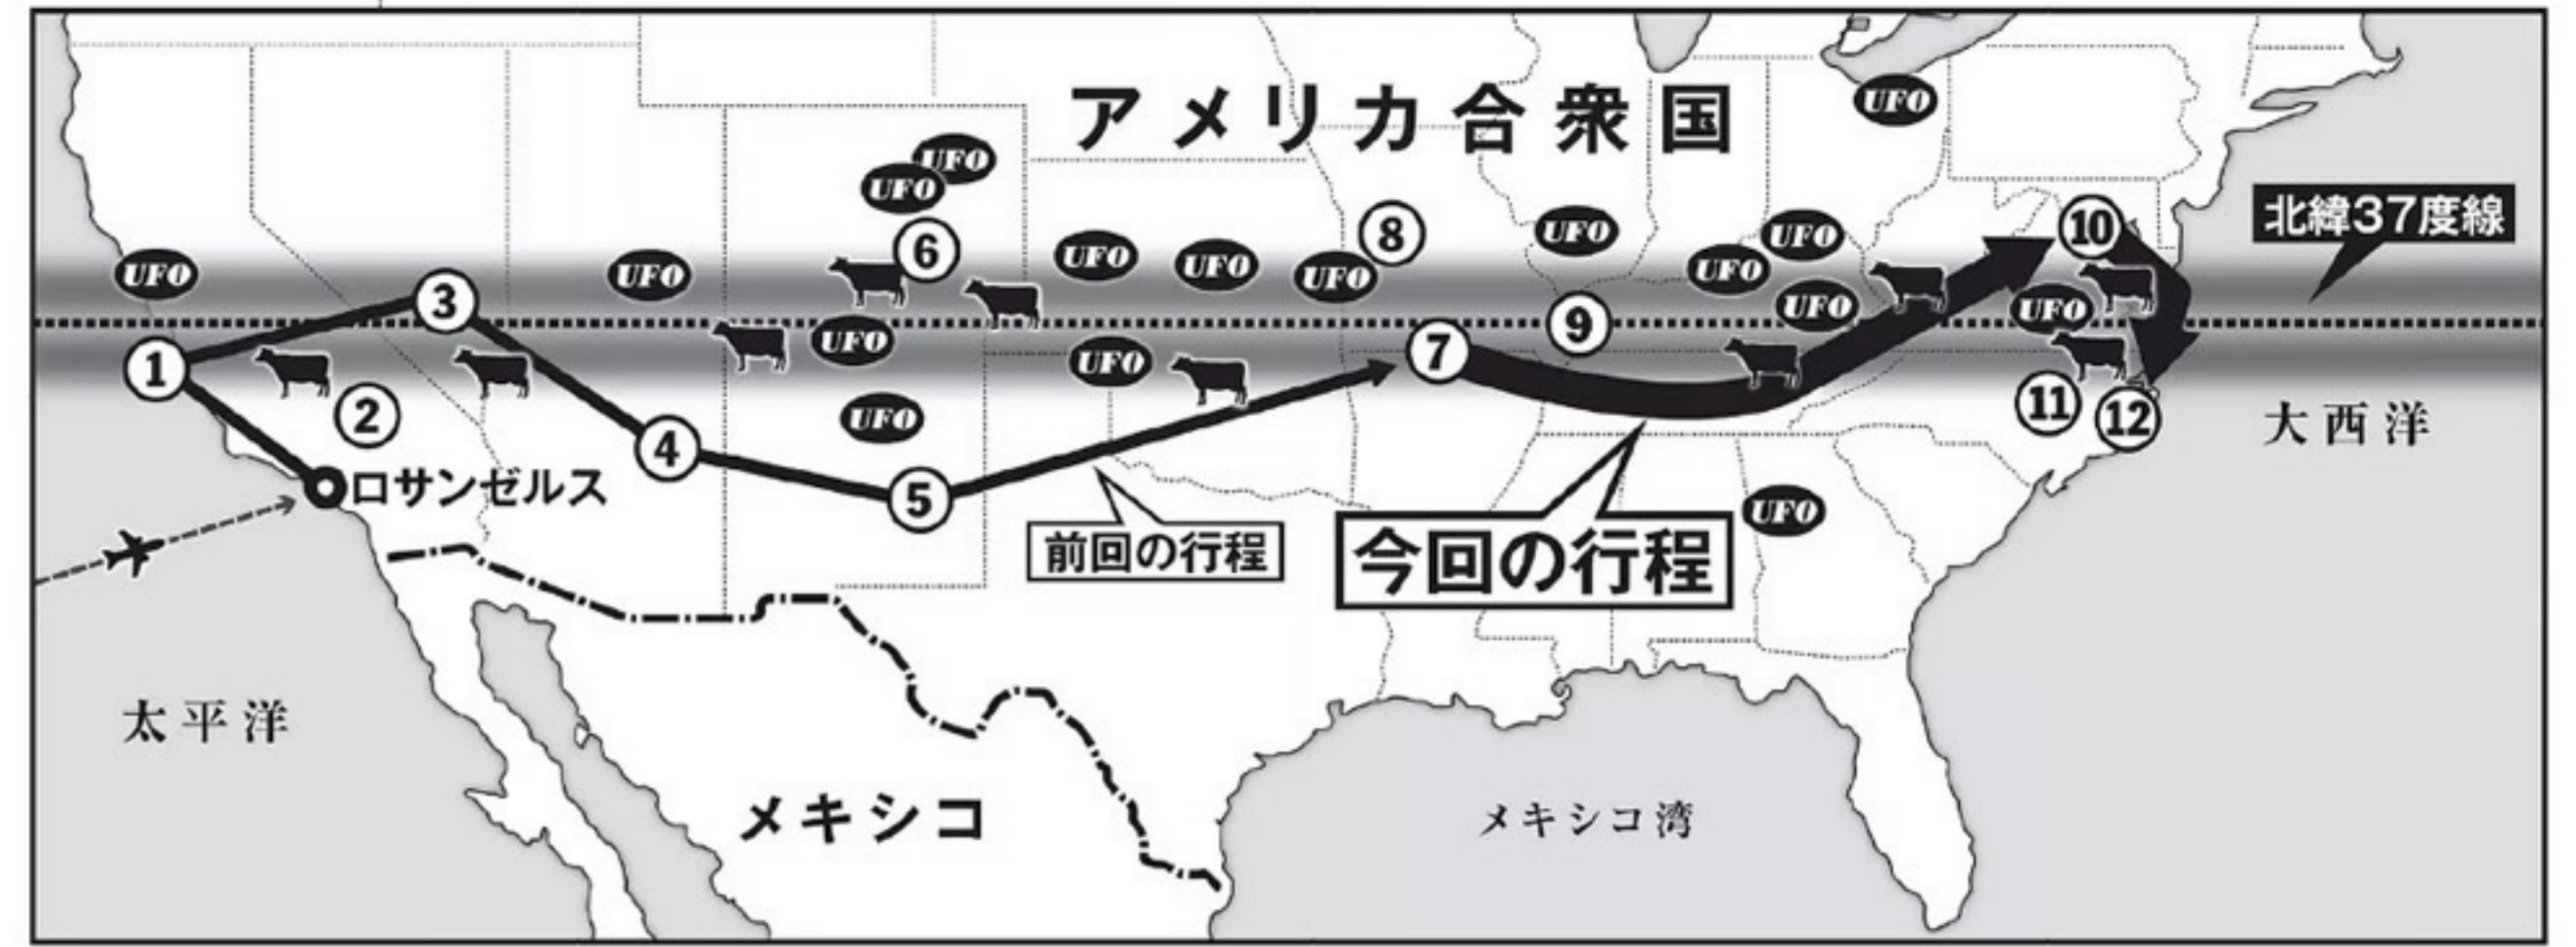 アメリカ合衆国
UFO
UFO
UFO
⑩
北緯37度線
⑧
UFO
UFO
⑥
UFO
UFO
UFO
UFO
UFO
UFO
UFO
③
UFO
UFO
⑨
UFO
⑦
①
UFO
②
⑪
⑫
大西洋
UFO
④
ロサンゼルス
⑤
UFO
前回の行程
今回の行程
太平洋
メキシコ
メキシコ湾